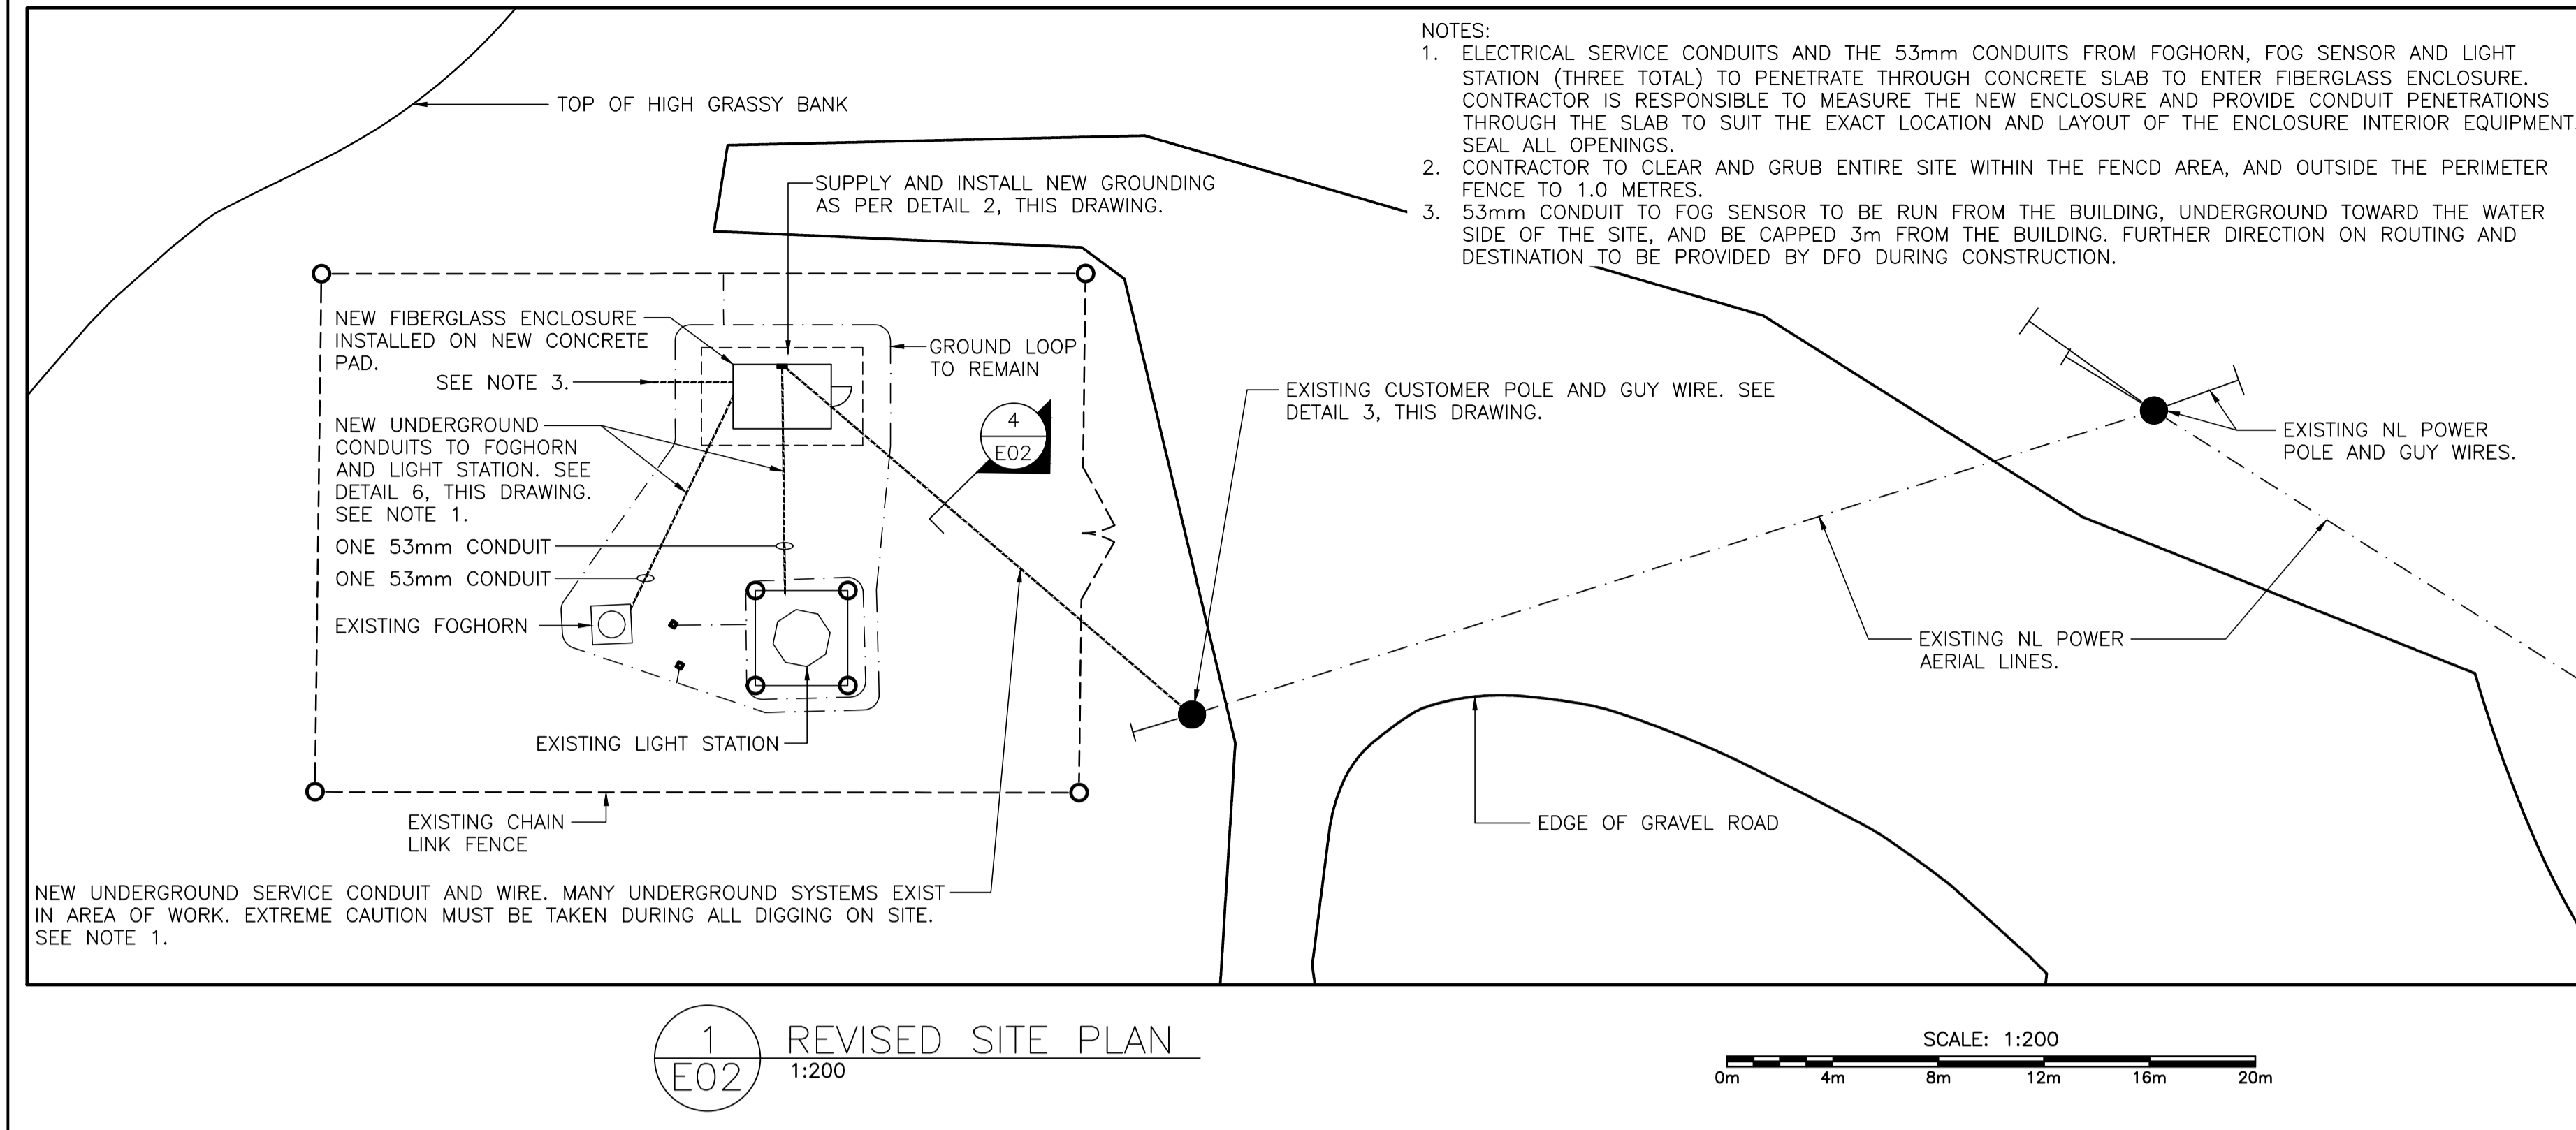 NOTES:
1. ELECTRICAL SERVICE CONDUITS AND THE 53mm CONDUITS FROM FOGHORN, FOG SENSOR AND LIGHT
STATION (THREE TOTAL) TO PENETRATE THROUGH CONCRETE SLAB TO ENTER FIBERGLASS ENCLOSURE.
CONTRACTOR IS RESPONSIBLE TO MEASURE THE NEW ENCLOSURE AND PROVIDE CONDUIT PENETRATIONS
THROUGH THE SLAB TO SUIT THE EXACT LOCATION AND LAYOUT OF THE ENCLOSURE INTERIOR EQUIPMENT
SEAL ALL OPENINGS.
2. CONTRACTOR TO CLEAR AND GRUB ENTIRE SITE WITHIN THE FENCD AREA, AND OUTSIDE THE PERIMETER
FENCE TO 1.0 METRES.
3. 53mm CONDUIT TO FOG SENSOR TO BE RUN FROM THE BUILDING, UNDERGROUND TOWARD THE WATER
SIDE OF THE SITE, AND BE CAPPED 3m FROM THE BUILDING. FURTHER DIRECTION ON ROUTING AND
DESTINATION TO BE PROVIDED BY DFO DURING CONSTRUCTION.
TOP OF HIGH GRASSY BANK
SUPPLY AND INSTALL NEW GROUNDING
AS PER DETAIL 2, THIS DRAWING.
NEW FIBERGLASS ENCLOSURE
INSTALLED ON NEW CONCRETE
PAD.
SEE NOTE 3.
GROUND LOOP
TO REMAIN
NEW UNDERGROUND
CONDUITS TO FOGHORN
AND LIGHT STATION. SEE
DETAIL 6, THIS DRAWING.
SEE NOTE 1.
4
E02
ONE 53mm CONDUIT
ONE 53mm CONDUIT
EXISTING FOGHORN
EXISTING LIGHT STATION
EXISTING CHAIN
LINK FENCE
EXISTING CUSTOMER POLE AND GUY WIRE. SEE
DETAIL 3, THIS DRAWING.
EXISTING NL POWER
POLE AND GUY WIRES.
EXISTING NL POWER
AERIAL LINES.
EDGE OF GRAVEL ROAD
NEW UNDERGROUND SERVICE CONDUIT AND WIRE. MANY UNDERGROUND SYSTEMS EXIST
IN AREA OF WORK. EXTREME CAUTION MUST BE TAKEN DURING ALL DIGGING ON SITE.
SEE NOTE 1.
1
E02
REVISED SITE PLAN
1:200
SCALE: 1:200
0m 4m 8m 12m 16m 20m